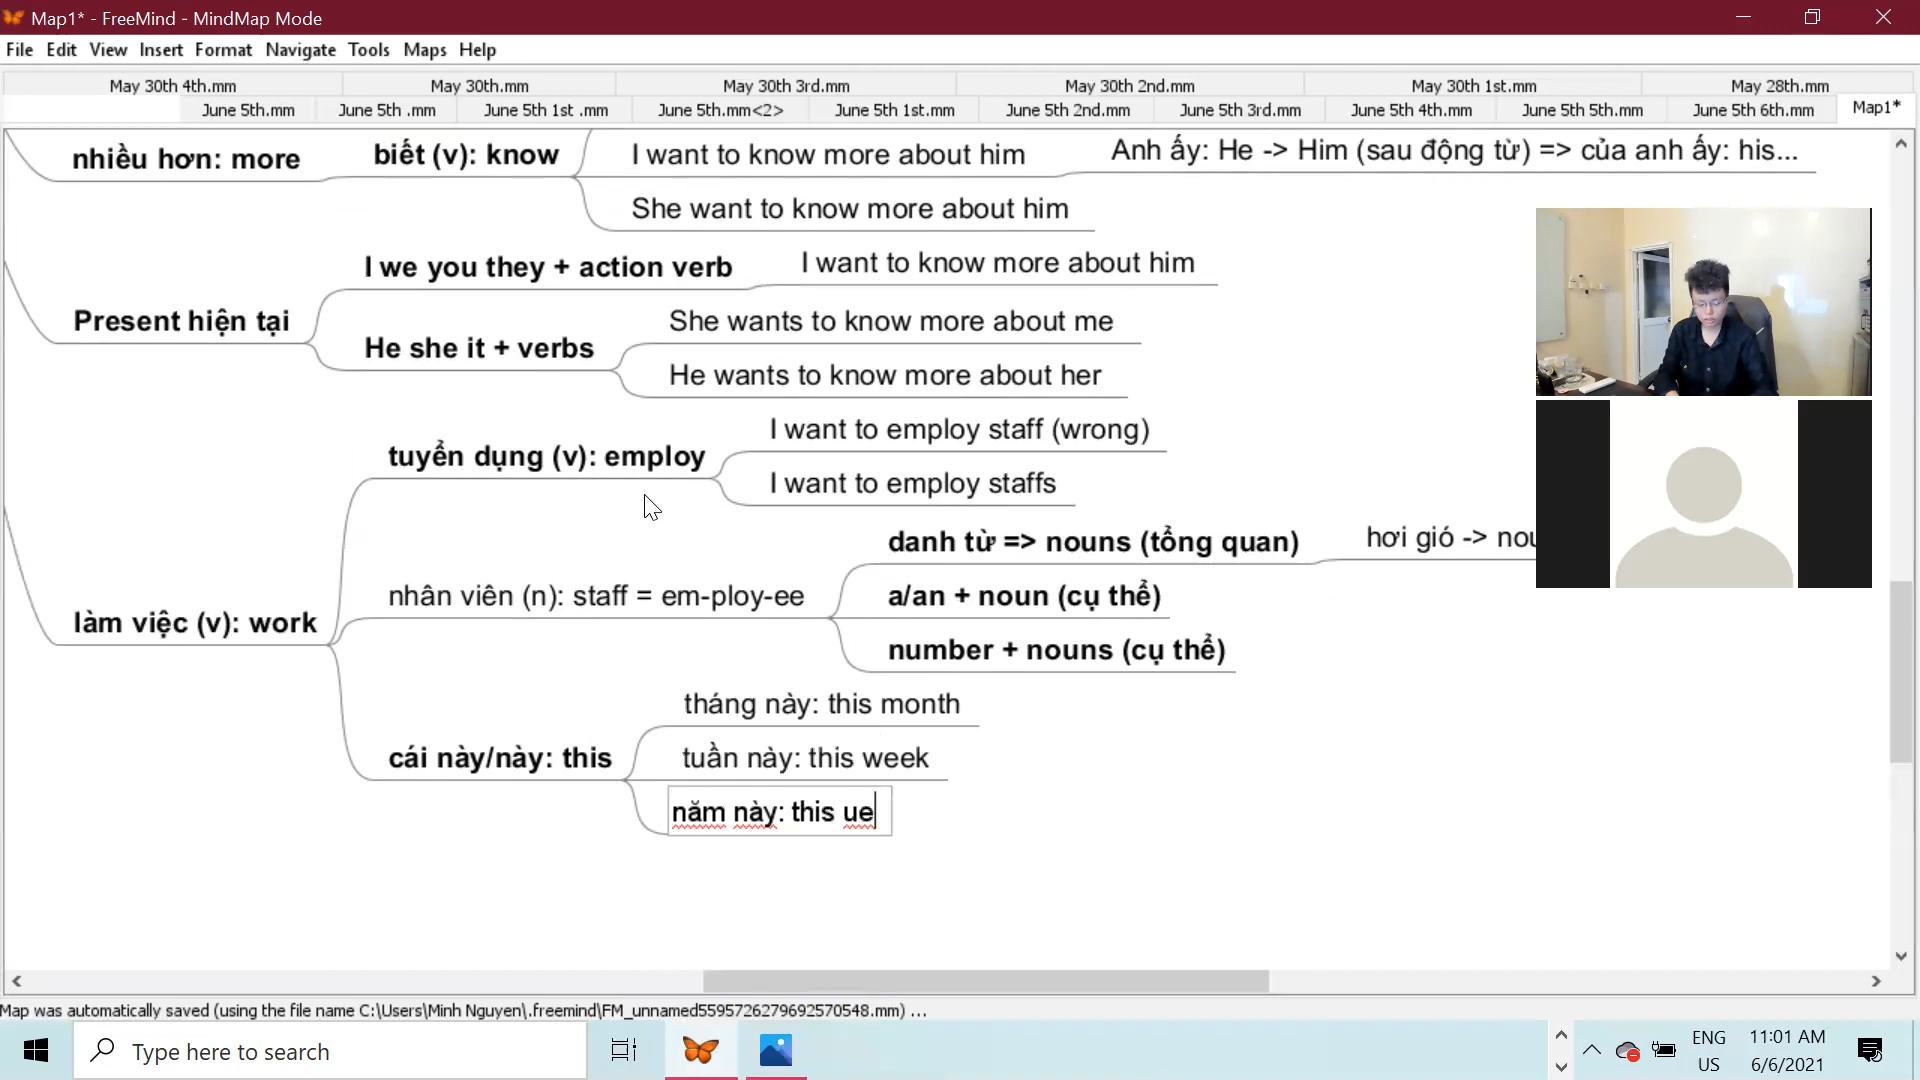 Map1* - FreeMind - MindMap Mode
File Edit View Insert Format Navigate Tools Maps Help
May 30th 4th.mm May 30th.mm May 30th 3rd.mm May 30th 2nd.mm May 30th 1st.mm May 28th.mm
June 5th.mm June 5th .mm June 5th 1st .mm June 5th.mm<2> June 5th 1st.mm June 5th 2nd.mm June 5th 3rd.mm June 5th 4th.mm June 5th 5th.mm June 5th 6th.mm Map1*
nhiều hơn: more
biết (v): know
I want to know more about him
Anh ấy: He -> Him (sau động từ) => của anh ấy: his...
She want to know more about him
Present hiện tại
I we you they + action verb
I want to know more about him
He she it + verbs
She wants to know more about me
He wants to know more about her
làm việc (v): work
tuyển dụng (v): employ
I want to employ staff (wrong)
I want to employ staffs
nhân viên (n): staff = em-ploy-ee
danh từ => nouns (tổng quan)
hơi gió -> nou
a/an + noun (cụ thể)
number + nouns (cụ thể)
cái này/này: this
tháng này: this month
tuần này: this week
năm này: this ue
Map was automatically saved (using the file name C:\Users\Minh Nguyen\.freemind\FM_unnamed5595726279692570548.mm) ...
Type here to search
ENG
US
11:01 AM
6/6/2021